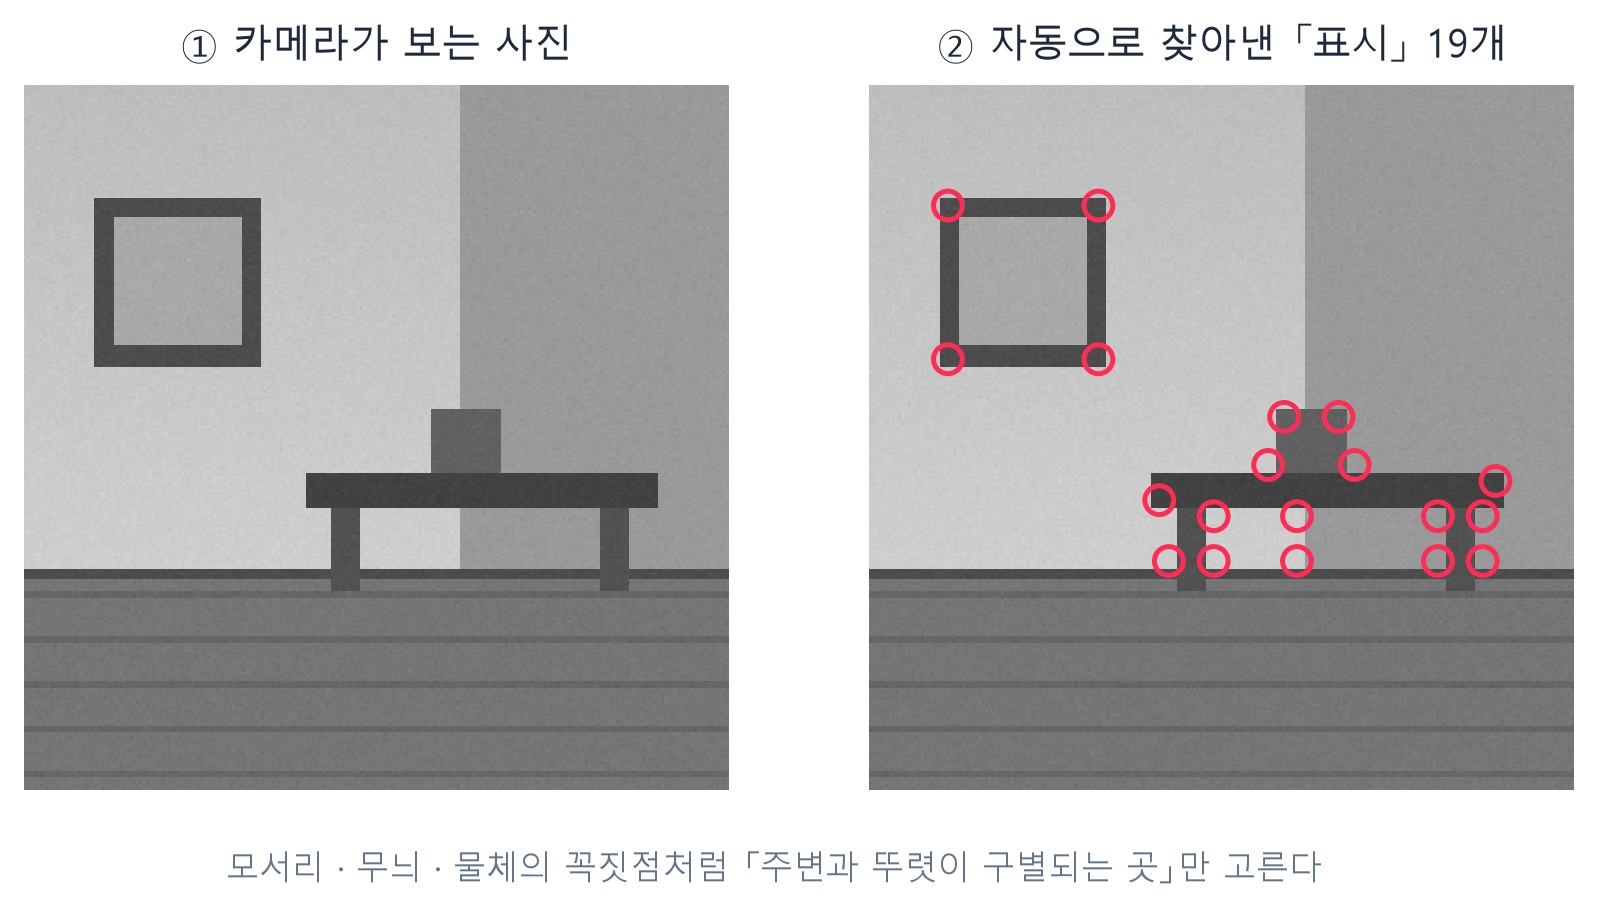 ① 카메라가 보는 사진
② 자동으로 찾아낸 「표시」 19개
모서리 · 무늬 · 물체의 꼭짓점처럼 「주변과 뚜렷이 구별되는 곳」만 고른다